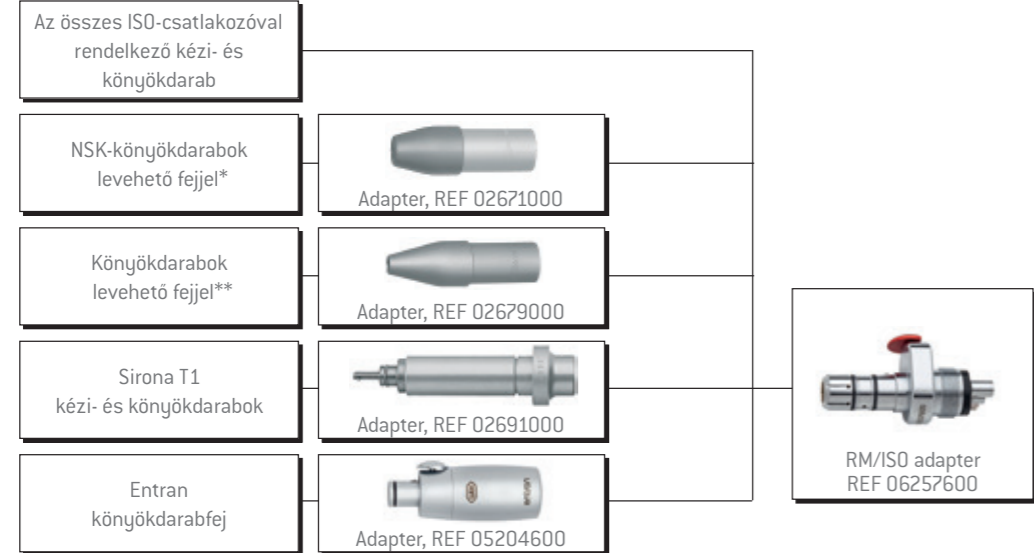 Az összes ISO-csatlakozóval
rendelkező kézi- és
könyökdarab
NSK-könyökdarabok
levehető fejjel*
Adapter, REF 02671000
Könyökdarabok
levehető fejjel**
Adapter, REF 02679000
Sirona T1
kézi- és könyökdarabok
Adapter, REF 02691000
Entran
könyökdarabfej
Adapter, REF 05204600
RM/ISO adapter
REF 06257600